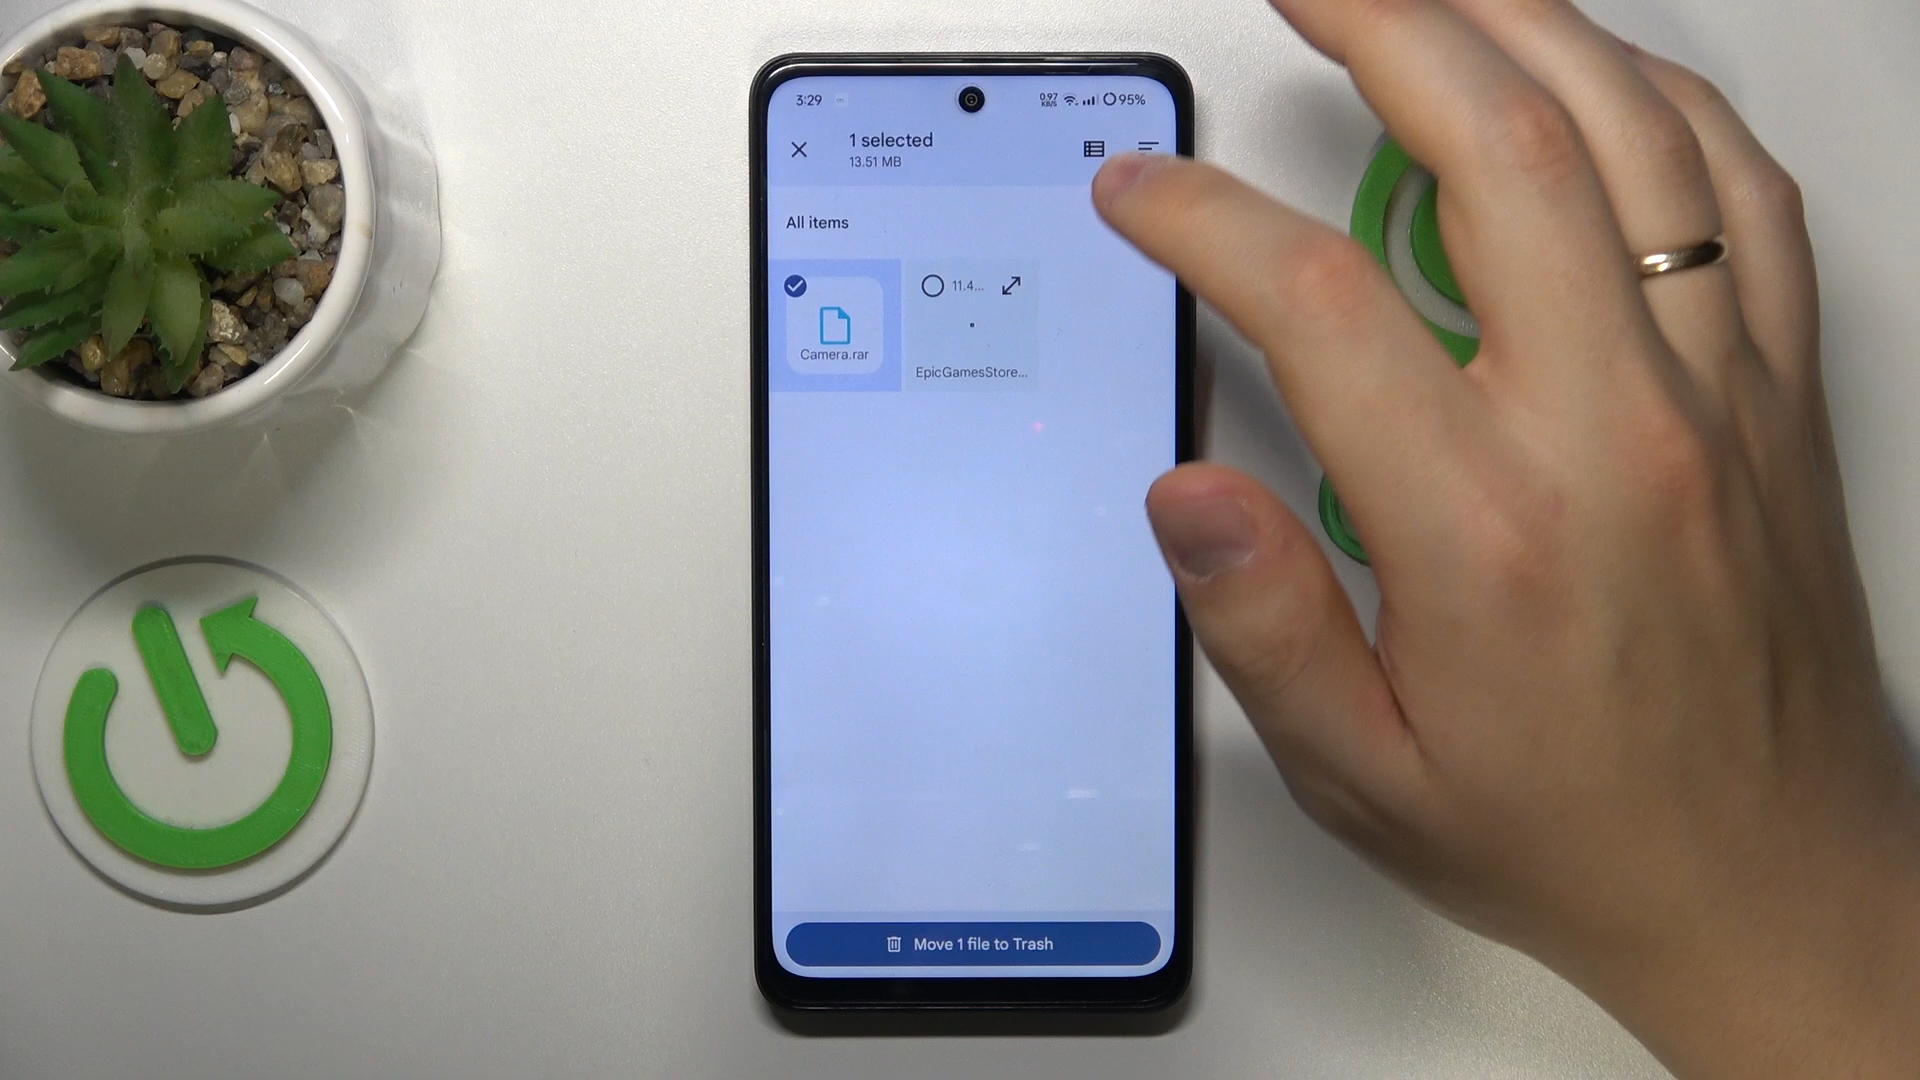 3:29
0.97
KB/S
95%
1 selected
13.51 MB
All items
11.4...
Camera.rar
EpicGamesStore...
Move 1 file to Trash